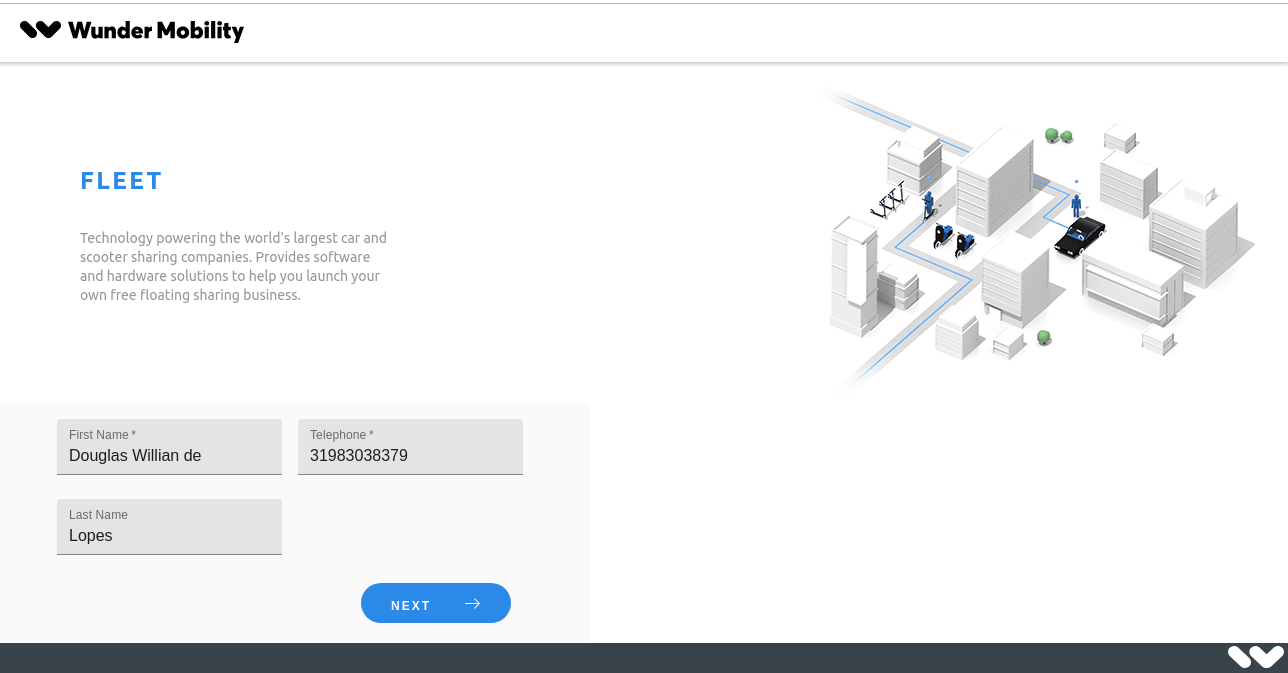 Wunder Mobility
FLEET
Technology powering the world's largest car and
scooter sharing companies. Provides software
and hardware solutions to help you launch your
own free floating sharing business.
First Name *
Douglas Willian de
Telephone *
31983038379
Last Name
Lopes
NEXT